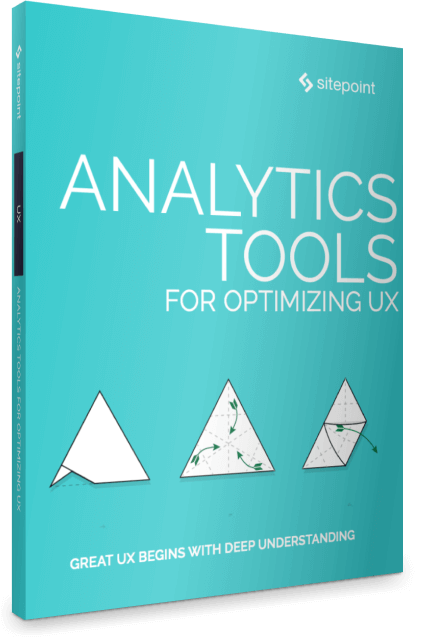 sitepoint
ANALYTICS
TOOLS
FOR OPTIMIZING UX
GREAT UX BEGINS WITH DEEP UNDERSTANDING
sitepoint
UX
ANALYTICS TOOLS FOR OPTIMIZING UX